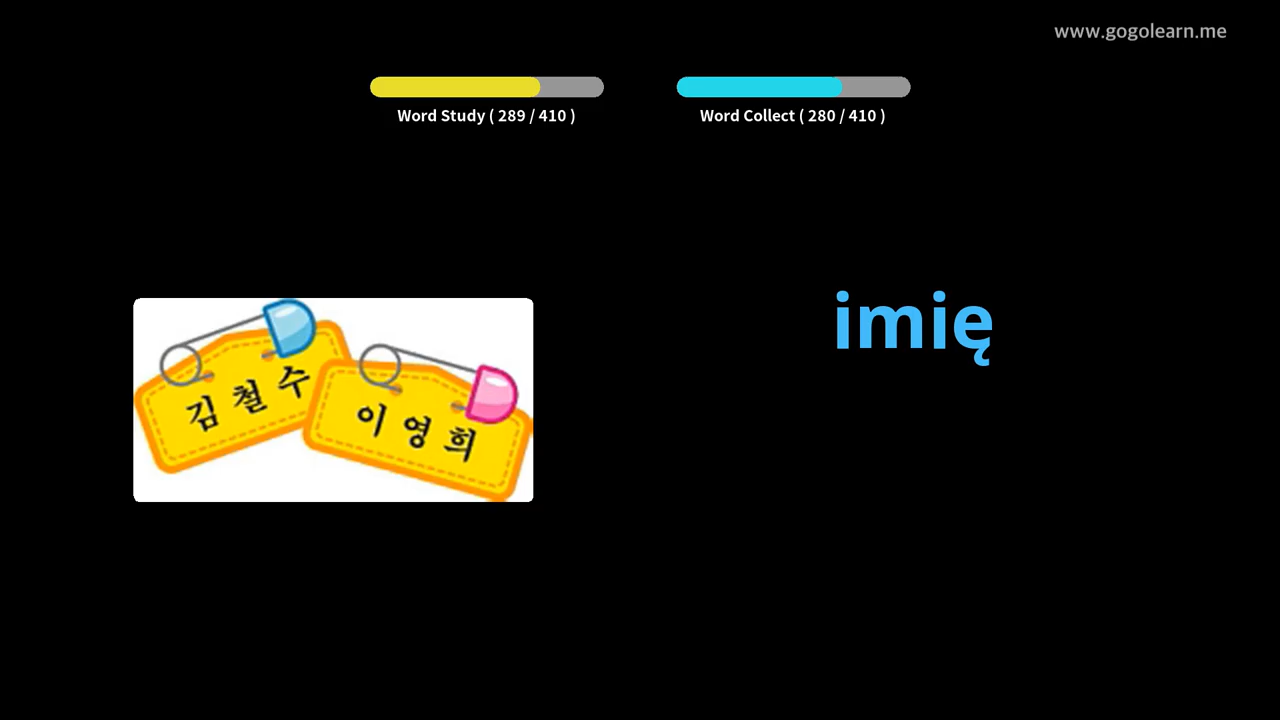 www.gogolearn.me
Word Study ( 289 / 410 )
Word Collect ( 280 / 410 )
imię
김철수
이영희